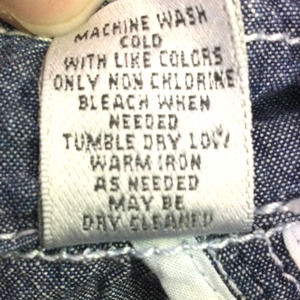 MACHINE WASH
COLD
WITH LIKE COLORS
ONLY NON CHLORINE
BLEACH WHEN
NEEDED
TUMBLE DRY LOW
WARM IRON
AS NEEDED
MAY BE
DRY CLEANED